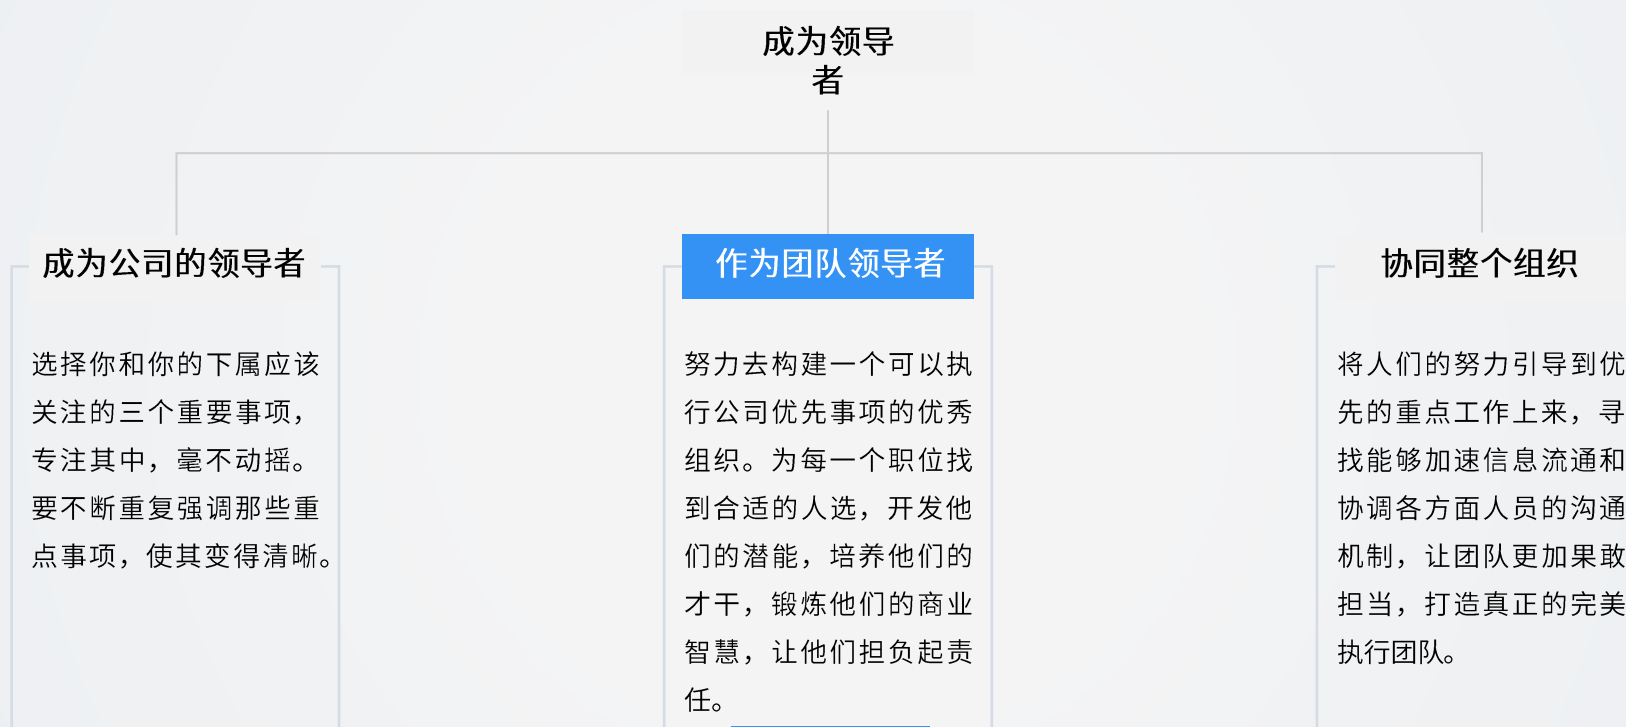 成为领导
者
成为公司的领导者
选择你和你的下属应该
关注的三个重要事项，
专注其中，毫不动摇。
要不断重复强调那些重
点事项，使其变得清晰。
作为团队领导者
努力去构建一个可以执
行公司优先事项的优秀
组织。为每一个职位找
到合适的人选，开发他
们的潜能，培养他们的
才干，锻炼他们的商业
智慧，让他们担负起责
任。
协同整个组织
将人们的努力引导到优
先的重点工作上来，寻
找能够加速信息流通和
协调各方面人员的沟通
机制，让团队更加果敢
担当，打造真正的完美
执行团队。